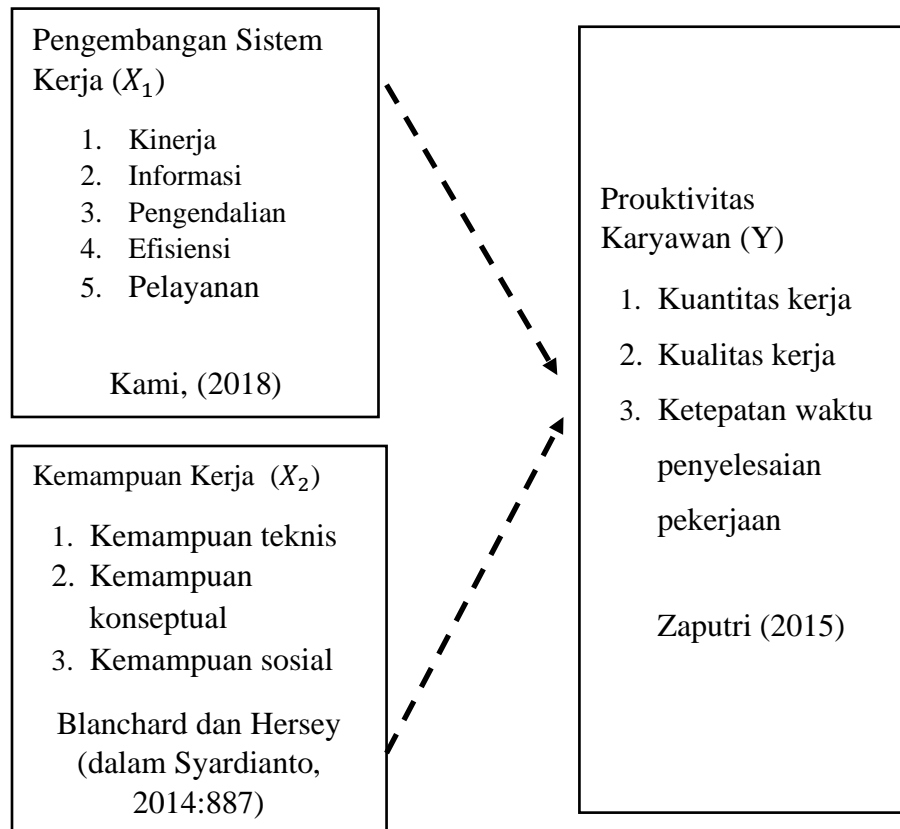 Pengembangan Sistem
Kerja (𝑋₁)
1. Kinerja
2. Informasi
3. Pengendalian
4. Efisiensi
5. Pelayanan
Kami, (2018)
Kemampuan Kerja (𝑋₂)
1. Kemampuan teknis
2. Kemampuan
konseptual
3. Kemampuan sosial
Blanchard dan Hersey
(dalam Syardianto,
2014:887)
Prouktivitas
Karyawan (Y)
1. Kuantitas kerja
2. Kualitas kerja
3. Ketepatan waktu
penyelesaian
pekerjaan
Zaputri (2015)